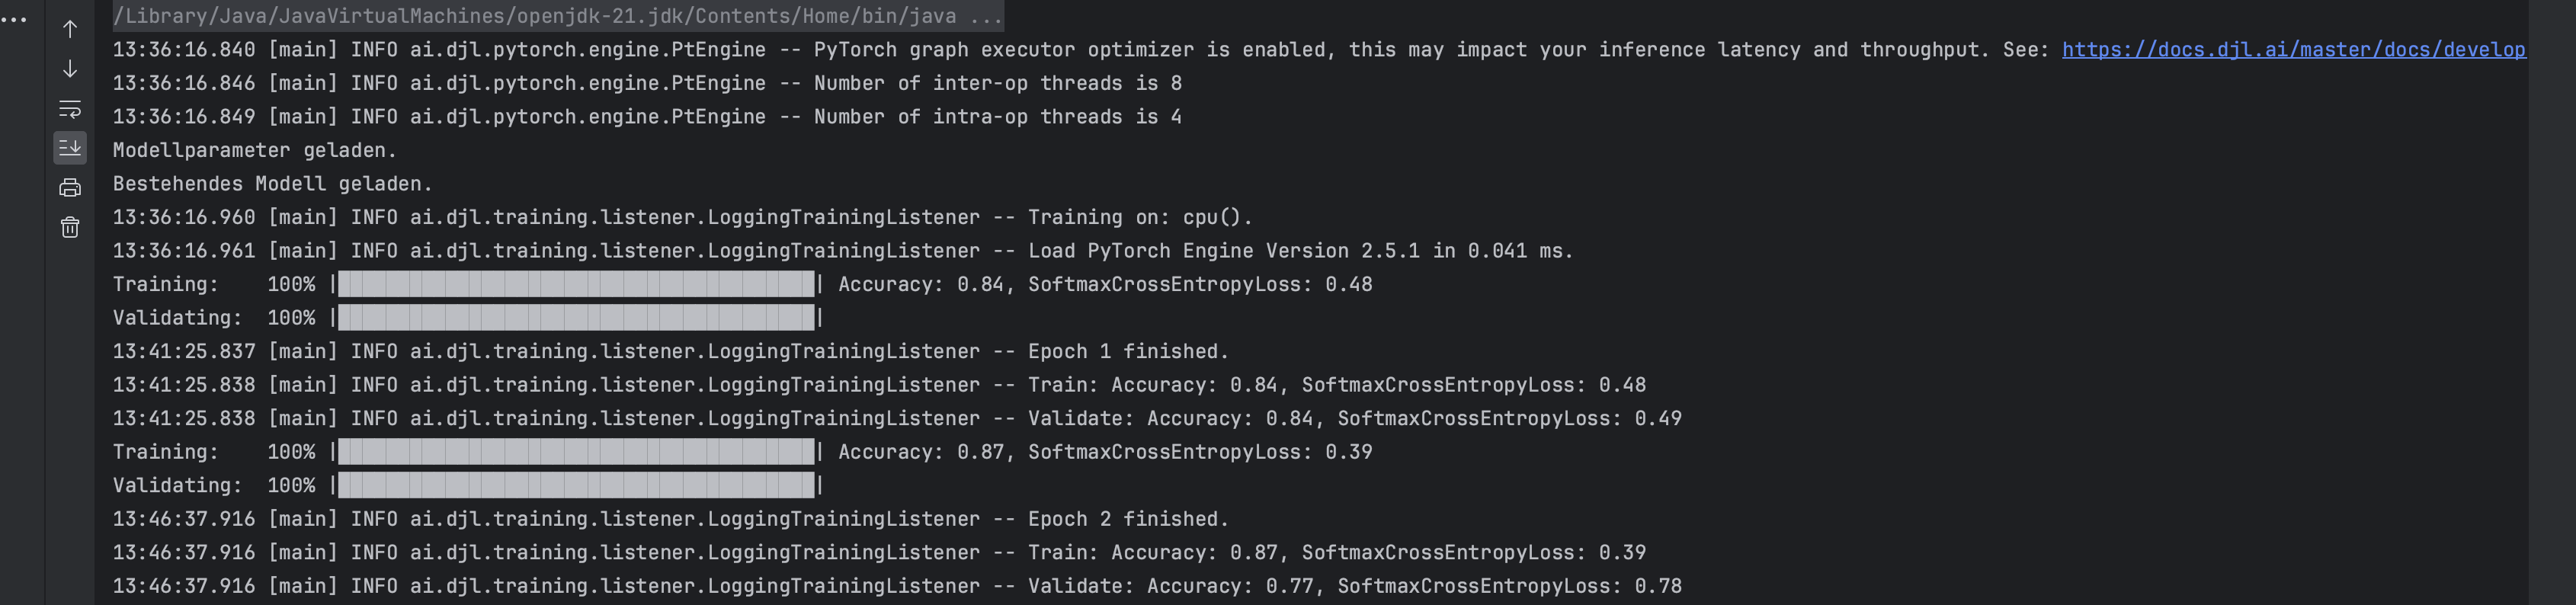 /Library/Java/JavaVirtualMachines/openjdk-21.jdk/Contents/Home/bin/java ...
13:36:16.840 [main] INFO ai.djl.pytorch.engine.PtEngine -- PyTorch graph executor optimizer is enabled, this may impact your inference latency and throughput. See: https://docs.djl.ai/master/docs/develop
13:36:16.846 [main] INFO ai.djl.pytorch.engine.PtEngine -- Number of inter-op threads is 8
13:36:16.849 [main] INFO ai.djl.pytorch.engine.PtEngine -- Number of intra-op threads is 4
Modellparameter geladen.
Bestehendes Modell geladen.
13:36:16.960 [main] INFO ai.djl.training.listener.LoggingTrainingListener -- Training on: cpu().
13:36:16.961 [main] INFO ai.djl.training.listener.LoggingTrainingListener -- Load PyTorch Engine Version 2.5.1 in 0.041 ms.
Training:    100% |████████████████████████████████████████| Accuracy: 0.84, SoftmaxCrossEntropyLoss: 0.48
Validating:  100% |████████████████████████████████████████|
13:41:25.837 [main] INFO ai.djl.training.listener.LoggingTrainingListener -- Epoch 1 finished.
13:41:25.838 [main] INFO ai.djl.training.listener.LoggingTrainingListener -- Train: Accuracy: 0.84, SoftmaxCrossEntropyLoss: 0.48
13:41:25.838 [main] INFO ai.djl.training.listener.LoggingTrainingListener -- Validate: Accuracy: 0.84, SoftmaxCrossEntropyLoss: 0.49
Training:    100% |████████████████████████████████████████| Accuracy: 0.87, SoftmaxCrossEntropyLoss: 0.39
Validating:  100% |████████████████████████████████████████|
13:46:37.916 [main] INFO ai.djl.training.listener.LoggingTrainingListener -- Epoch 2 finished.
13:46:37.916 [main] INFO ai.djl.training.listener.LoggingTrainingListener -- Train: Accuracy: 0.87, SoftmaxCrossEntropyLoss: 0.39
13:46:37.916 [main] INFO ai.djl.training.listener.LoggingTrainingListener -- Validate: Accuracy: 0.77, SoftmaxCrossEntropyLoss: 0.78